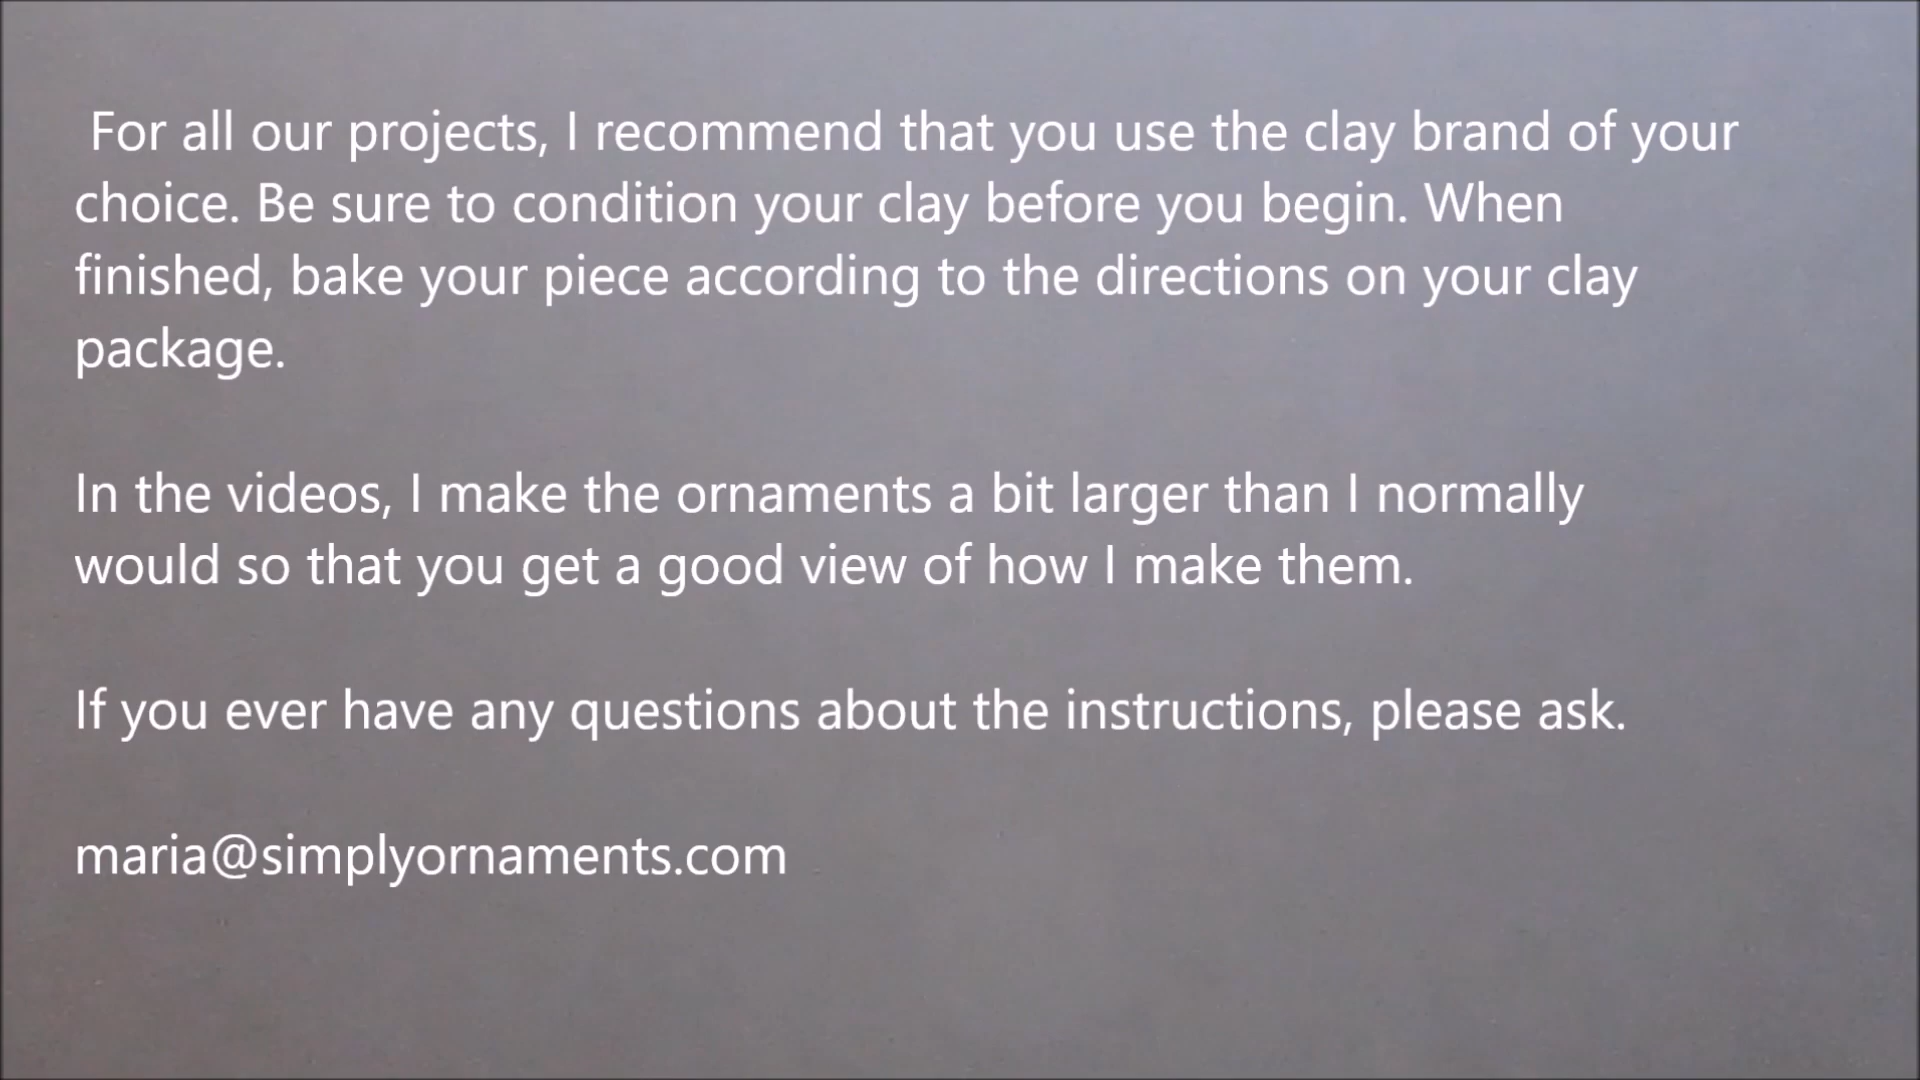 For all our projects, I recommend that you use the clay brand of your
choice. Be sure to condition your clay before you begin. When
finished, bake your piece according to the directions on your clay
package.
In the videos, I make the ornaments a bit larger than I normally
would so that you get a good view of how I make them.
If you ever have any questions about the instructions, please ask.
maria@simplyornaments.com